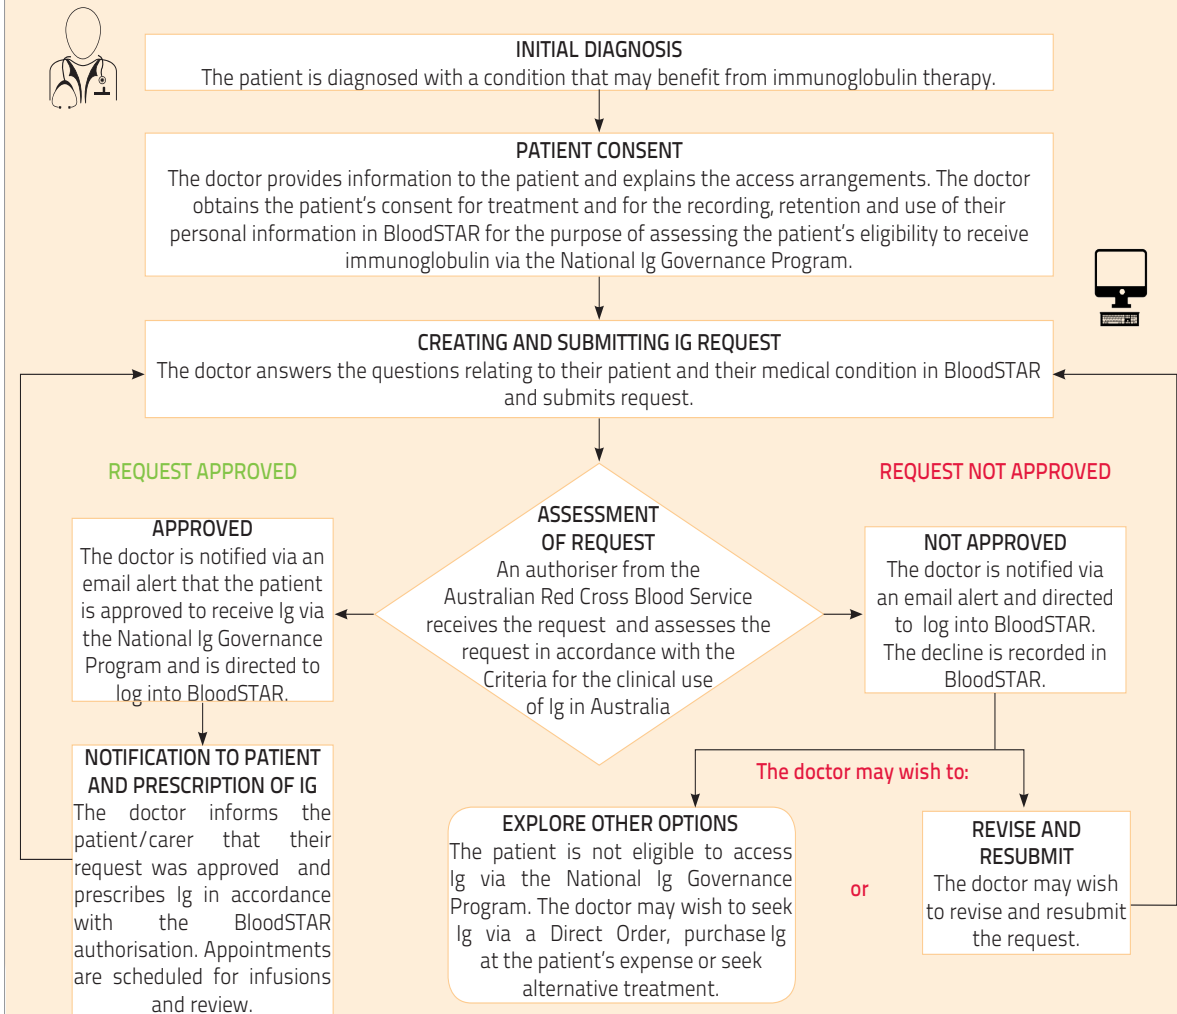 INITIAL DIAGNOSIS
The patient is diagnosed with a condition that may benefit from immunoglobulin therapy.
PATIENT CONSENT
The doctor provides information to the patient and explains the access arrangements. The doctor
obtains the patient's consent for treatment and for the recording, retention and use of their
personal information in BloodSTAR for the purpose of assessing the patient's eligibility to receive
immunoglobulin via the National Ig Governance Program.
CREATING AND SUBMITTING IG REQUEST
The doctor answers the questions relating to their patient and their medical condition in BloodSTAR
and submits request.
REQUEST APPROVED
APPROVED
The doctor is notified via an
email alert that the patient
is approved to receive Ig via
the National Ig Governance
Program and is directed to
log into BloodSTAR.
NOTIFICATION TO PATIENT
AND PRESCRIPTION OF IG
The doctor informs the
patient/carer that their
request was approved and
prescribes Ig in accordance
with the BloodSTAR
authorisation. Appointments
are scheduled for infusions
and review.
ASSESSMENT
OF REQUEST
An authoriser from the
Australian Red Cross Blood Service
receives the request and assesses the
request in accordance with the
Criteria for the clinical use
of Ig in Australia
REQUEST NOT APPROVED
NOT APPROVED
The doctor is notified via
an email alert and directed
to log into BloodSTAR.
The decline is recorded in
BloodSTAR.
The doctor may wish to:
EXPLORE OTHER OPTIONS
The patient is not eligible to access
Ig via the National Ig Governance
Program. The doctor may wish to seek
Ig via a Direct Order, purchase Ig
at the patient's expense or seek
alternative treatment.
or
REVISE AND
RESUBMIT
The doctor may wish
to revise and resubmit
the request.